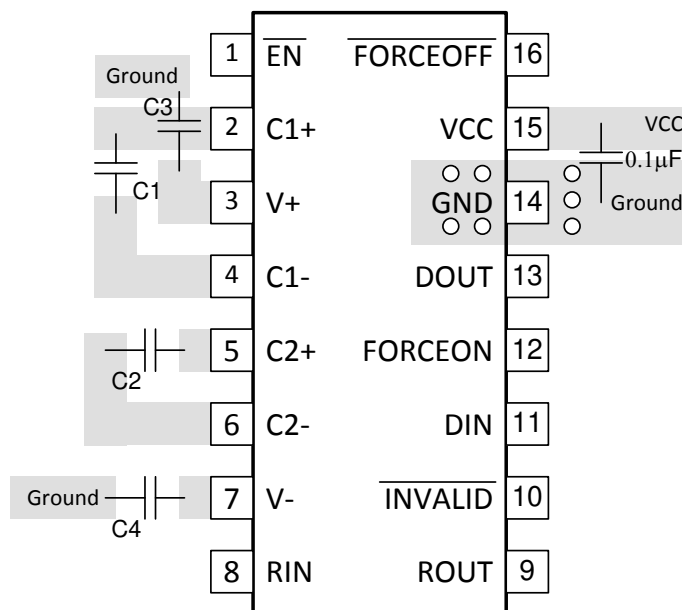 1 EN FORCEOFF 16
Ground
C3
2 C1+ VCC 15 VCC
C1
0.1µF
3 V+ GND 14 Ground
4 C1- DOUT 13
5 C2+ FORCEON 12
C2
6 C2- DIN 11
Ground 7 V- INVALID 10
C4
8 RIN ROUT 9